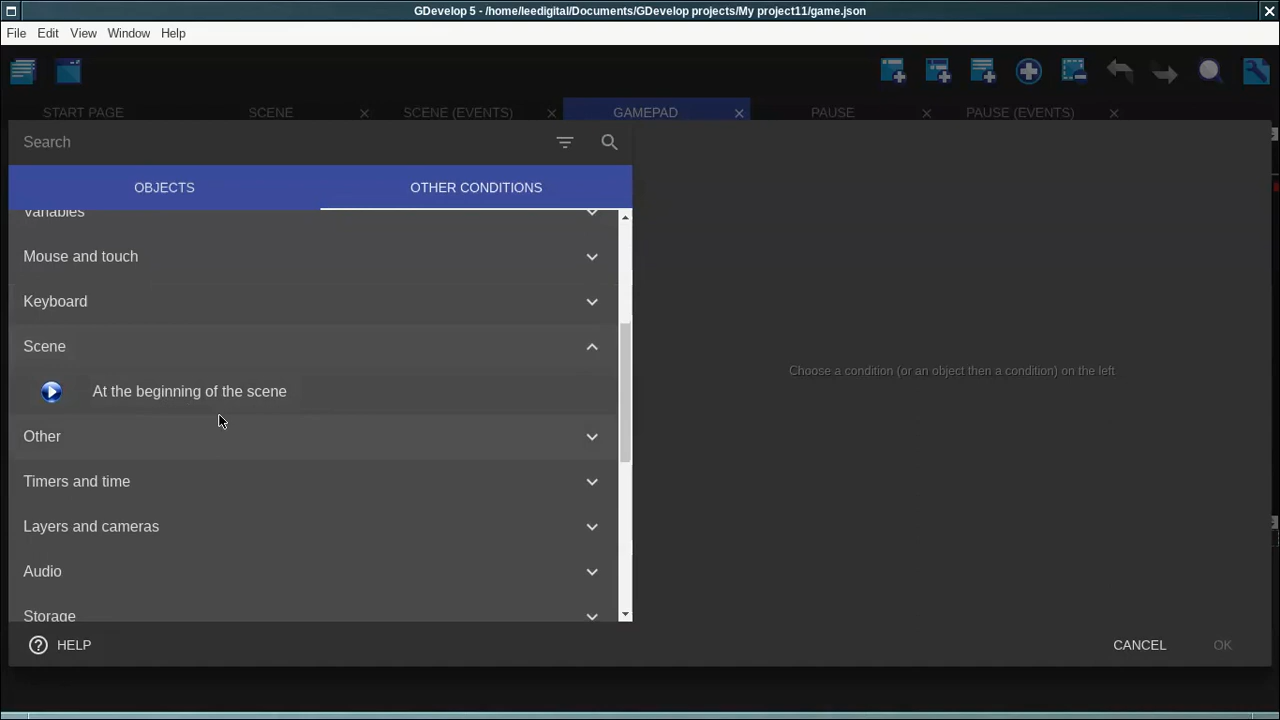 GDevelop 5 - /home/leedigital/Documents/GDevelop projects/My project11/game.json
File Edit View Window Help
START PAGE SCENE SCENE (EVENTS) GAMEPAD PAUSE PAUSE (EVENTS)
Search
OBJECTS OTHER CONDITIONS
Variables
Mouse and touch
Keyboard
Scene
At the beginning of the scene
Other
Timers and time
Layers and cameras
Audio
Storage
Choose a condition (or an object then a condition) on the left
HELP CANCEL OK